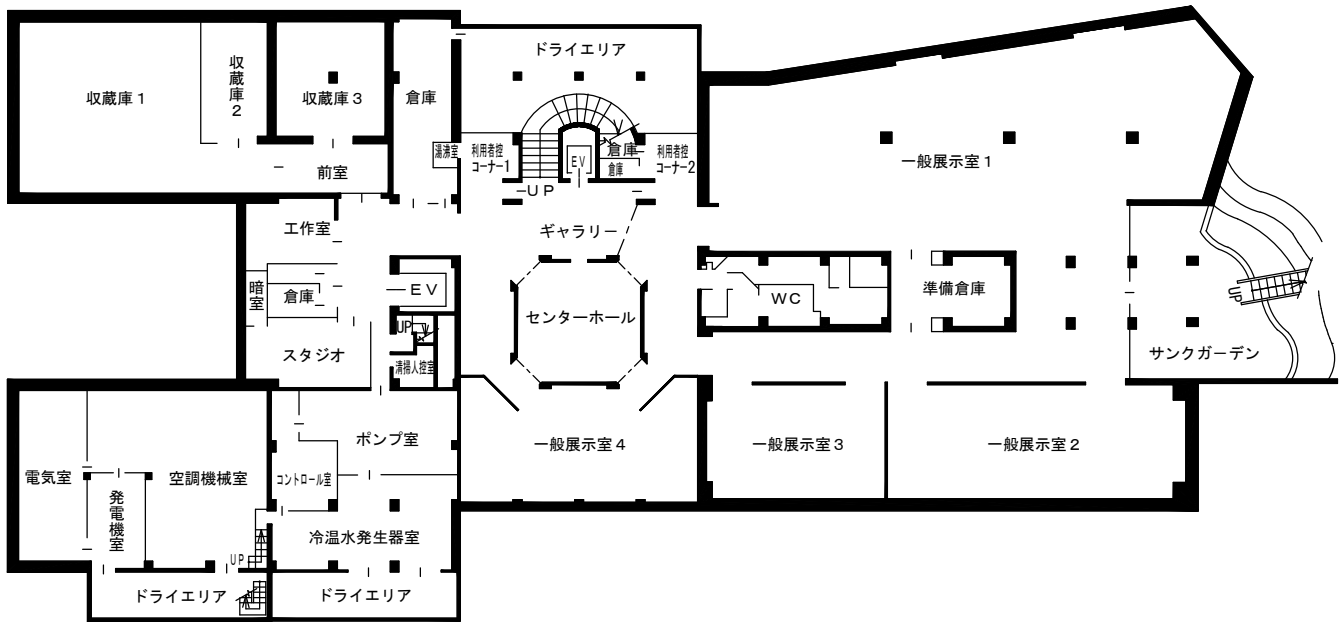 ドライエリア
収蔵庫1
収蔵庫2
収蔵庫3
倉庫
湯沸室
利用者控
コーナー1
EV
倉庫
倉庫
利用者控
コーナー2
一般展示室1
前室
UP
工作室
ギャラリー
暗室
倉庫
EV
WC
準備倉庫
UP
センターホール
UP
スタジオ
清掃人控室
サンクガーデン
ポンプ室
一般展示室4
一般展示室3
一般展示室2
電気室
空調機械室
コントロール室
発電機室
冷温水発生器室
UP
ドライエリア
ドライエリア